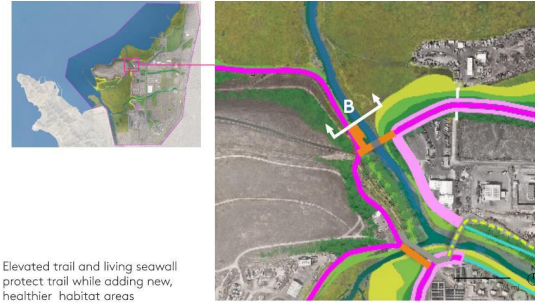 B
Elevated trail and living seawall
protect trail while adding new,
healthier habitat areas